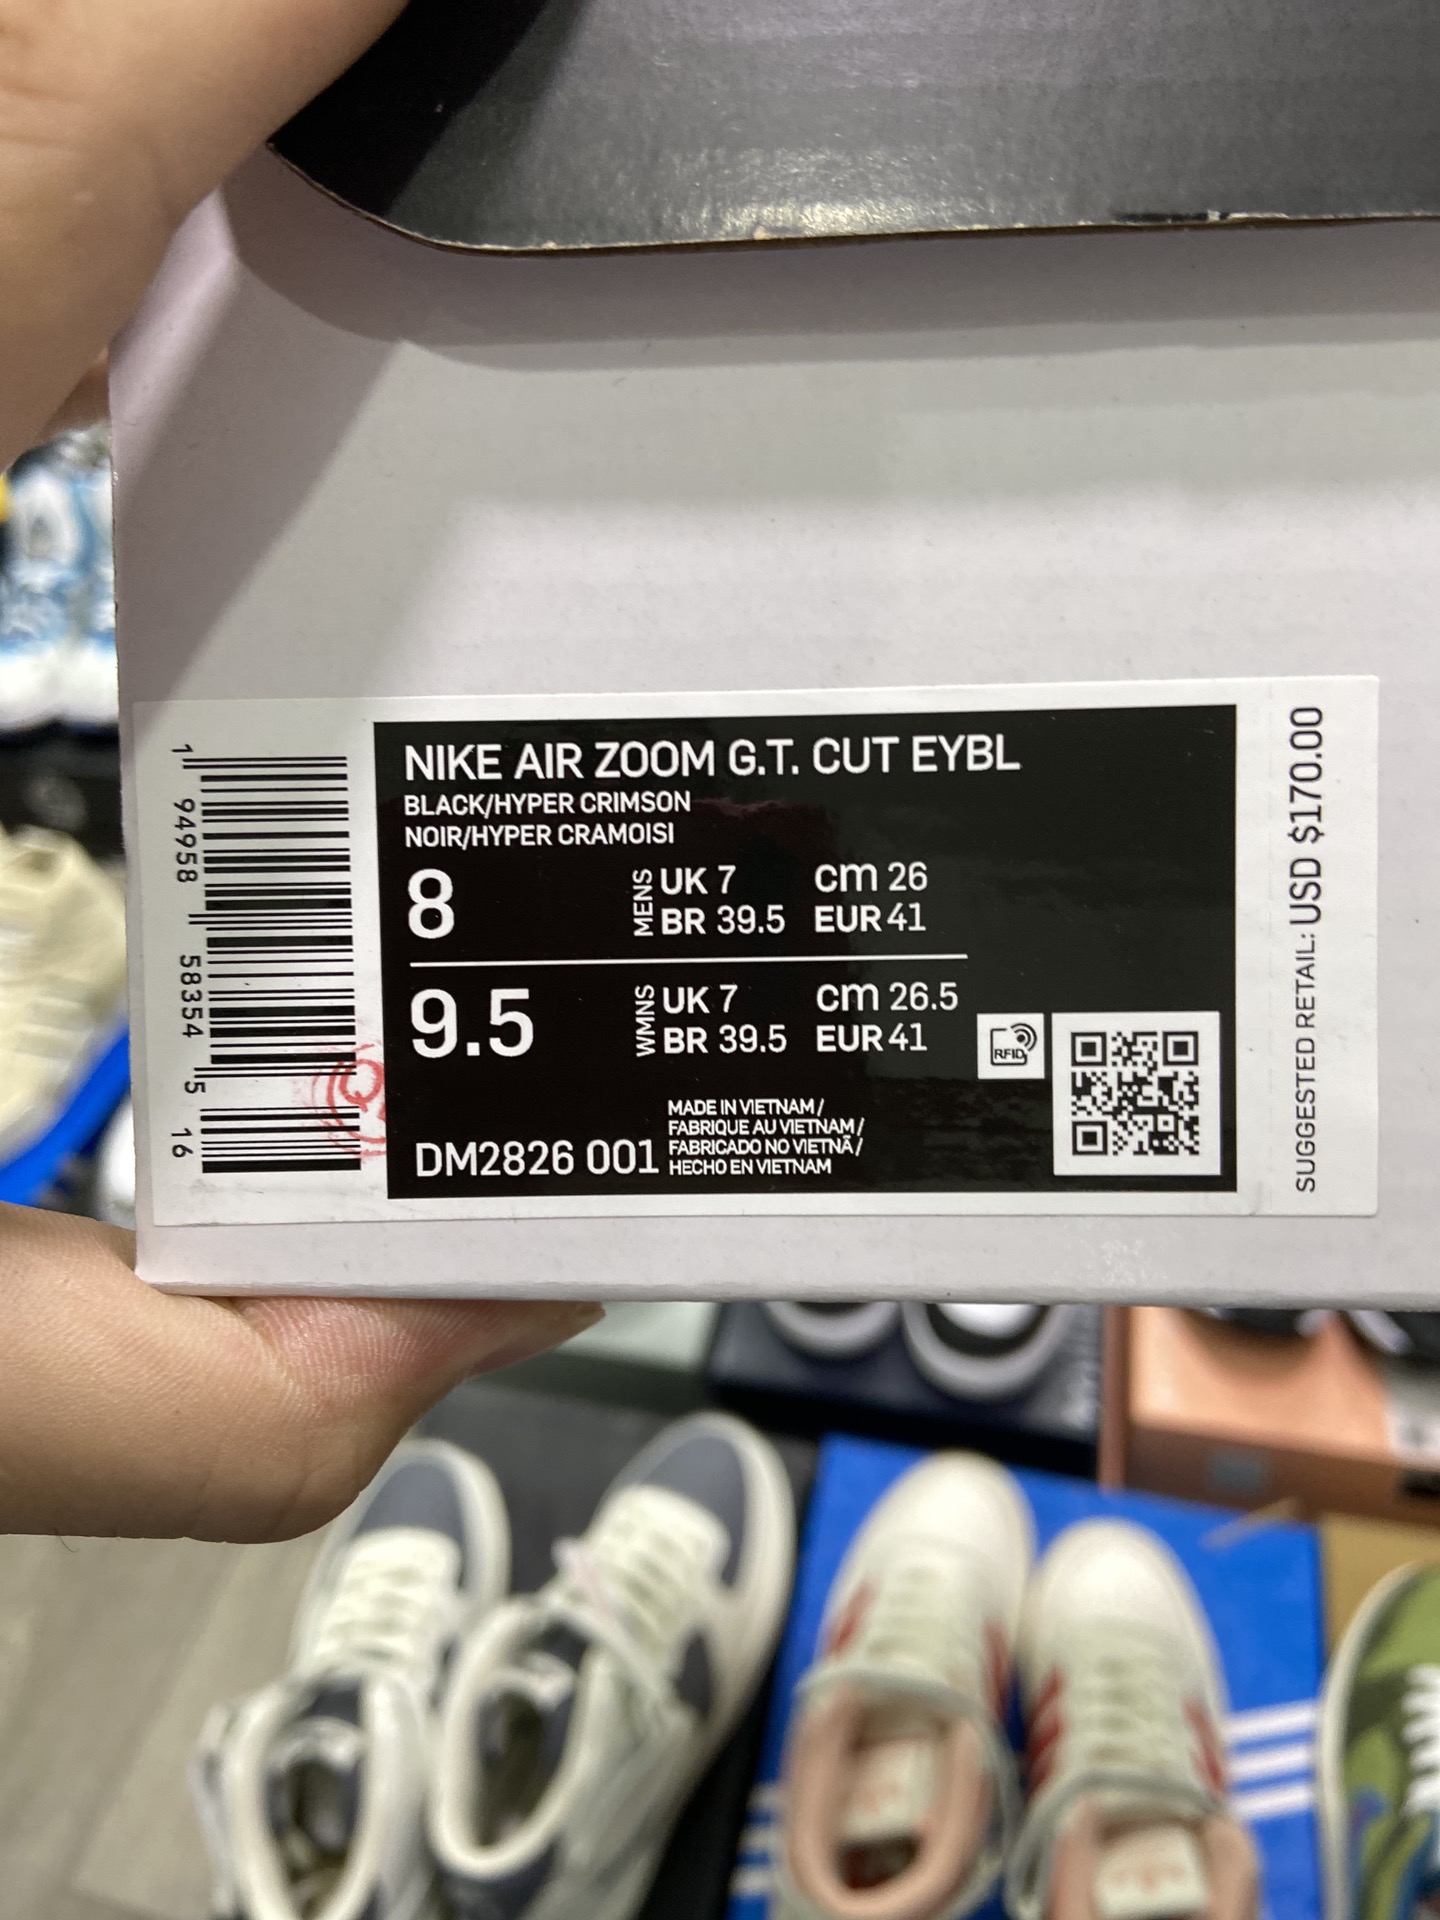 NIKE AIR ZOOM G.T. CUT EYBL
BLACK/HYPER CRIMSON
NOIR/HYPER CRAMOISI
8 MENS UK 7 cm 26
BR 39.5 EUR 41
9.5 WMNS UK 7 cm 26.5
BR 39.5 EUR 41
RFID
MADE IN VIETNAM /
FABRIQUE AU VIETNAM /
FABRICADO NO VIETNÃ /
HECHO EN VIETNAM
DM2826 001
1 94958 58354 5 16
SUGGESTED RETAIL: USD $170.00